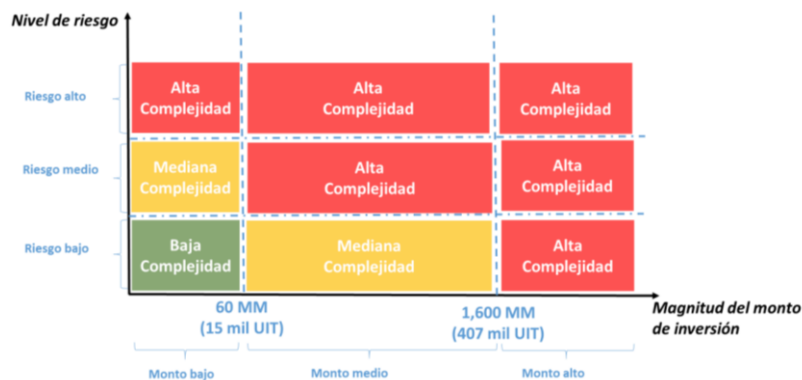 Nivel de riesgo
Riesgo alto
Alta
Complejidad
Alta
Complejidad
Alta
Complejidad
Riesgo medio
Mediana
Complejidad
Alta
Complejidad
Alta
Complejidad
Riesgo bajo
Baja
Complejidad
Mediana
Complejidad
Alta
Complejidad
60 MM
(15 mil UIT)
1,600 MM
(407 mil UIT)
Magnitud del monto
de inversión
Monto bajo
Monto medio
Monto alto